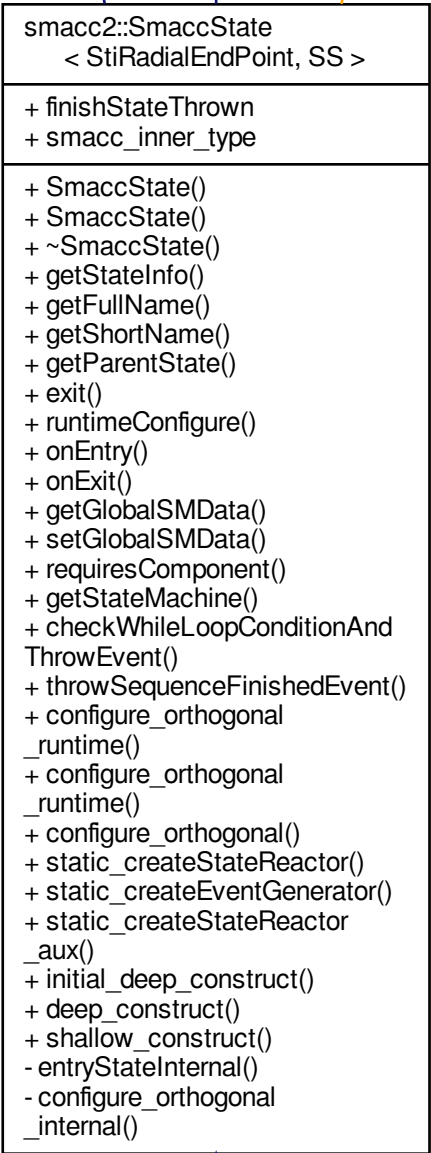 smacc2::SmaccState
< StiRadialEndPoint, SS >
+ finishStateThrown
+ smacc_inner_type
+ SmaccState()
+ SmaccState()
+ ~SmaccState()
+ getStateInfo()
+ getFullName()
+ getShortName()
+ getParentState()
+ exit()
+ runtimeConfigure()
+ onEntry()
+ onExit()
+ getGlobalSMData()
+ setGlobalSMData()
+ requiresComponent()
+ getStateMachine()
+ checkWhileLoopConditionAnd
ThrowEvent()
+ throwSequenceFinishedEvent()
+ configure_orthogonal
_runtime()
+ configure_orthogonal
_runtime()
+ configure_orthogonal()
+ static_createStateReactor()
+ static_createEventGenerator()
+ static_createStateReactor
_aux()
+ initial_deep_construct()
+ deep_construct()
+ shallow_construct()
- entryStateInternal()
- configure_orthogonal
_internal()